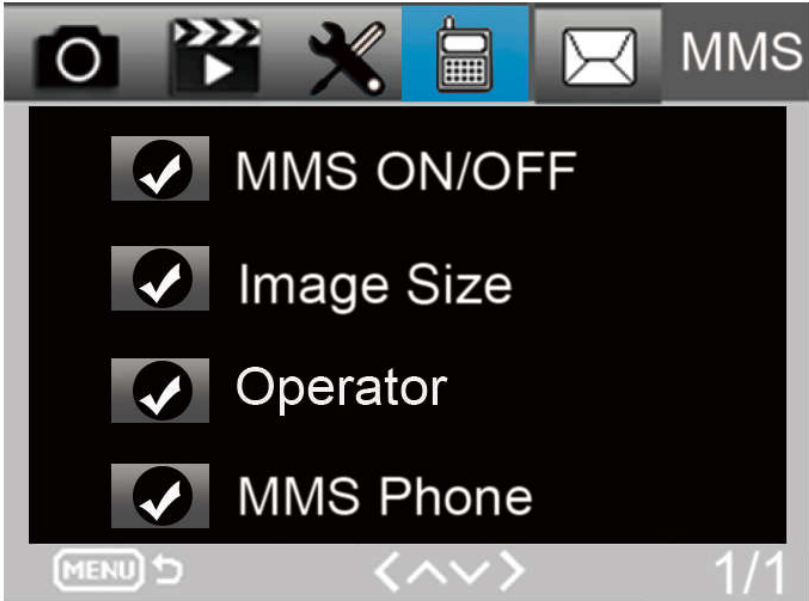 MMS
MMS ON/OFF
Image Size
Operator
MMS Phone
MENU
1/1